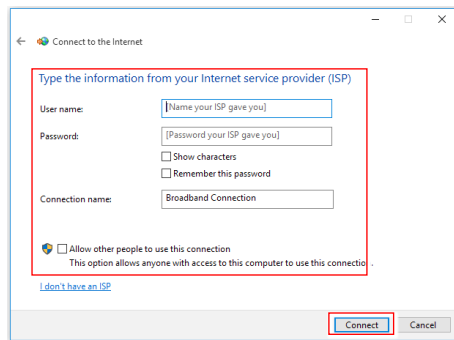 Connect to the Internet
Type the information from your Internet service provider (ISP)
User name: [Name your ISP gave you]
Password: [Password your ISP gave you]
Show characters
Remember this password
Connection name: Broadband Connection
Allow other people to use this connection
This option allows anyone with access to this computer to use this connectio..
I don't have an ISP
Connect Cancel